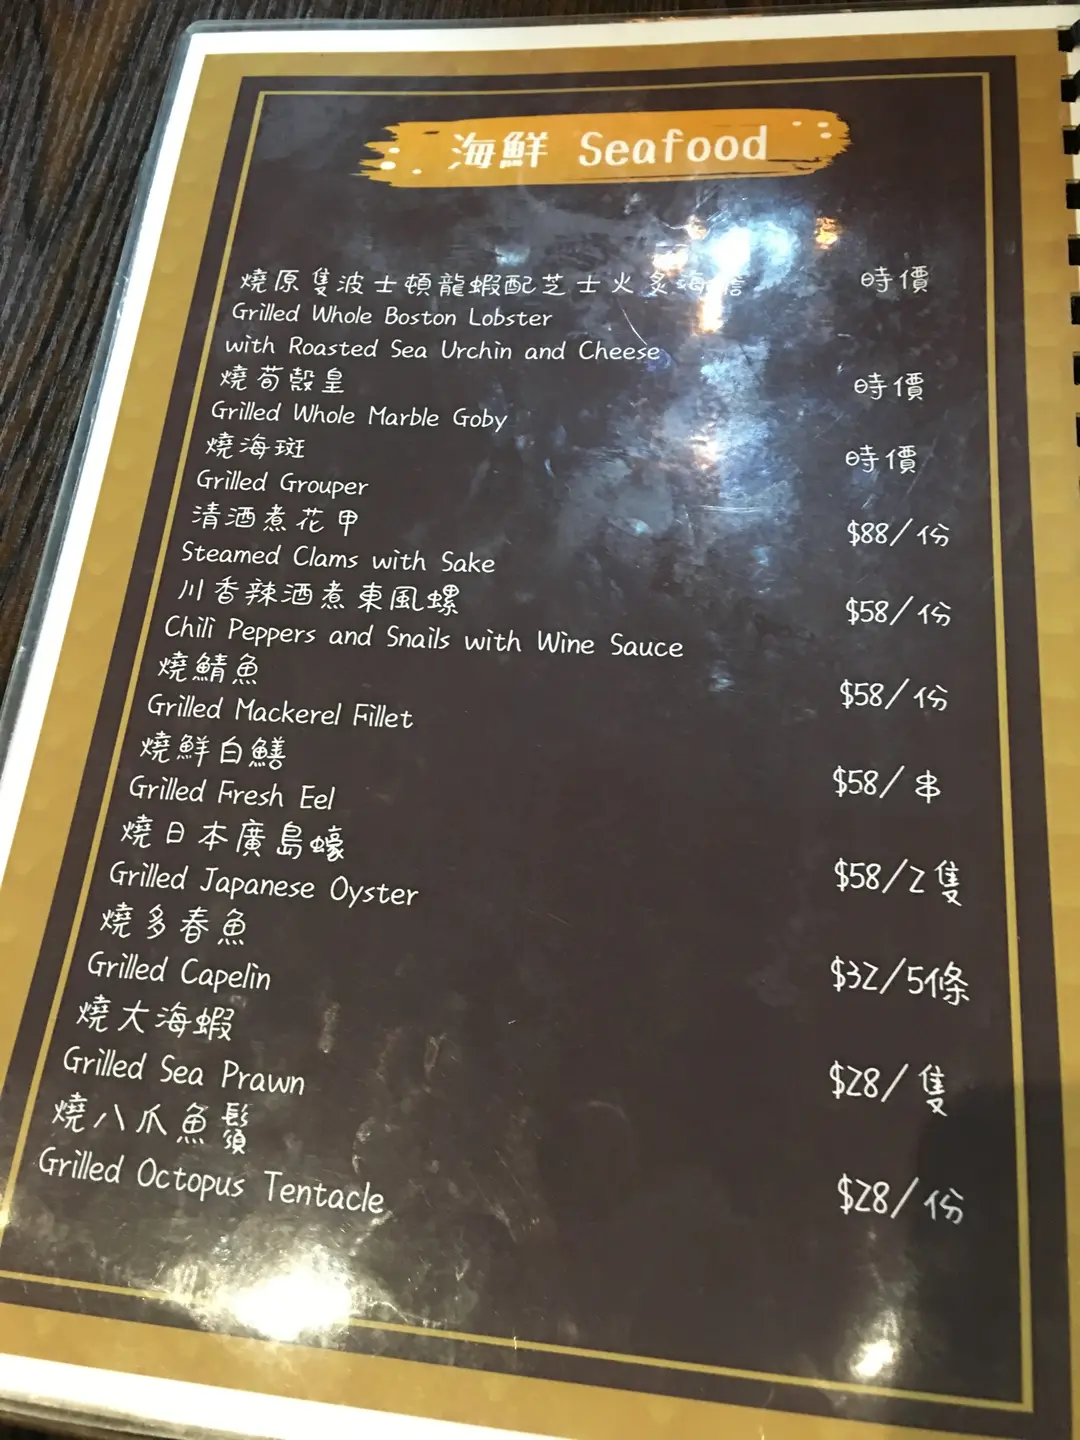 海鮮 Seafood
燒原隻波士頓龍蝦配芝士火炙海膽 時價
Grilled Whole Boston Lobster
with Roasted Sea Urchin and Cheese
燒荀殼皇 時價
Grilled Whole Marble Goby
燒海斑 時價
Grilled Grouper
清酒煮花甲 $88/份
Steamed Clams with Sake
川香辣酒煮東風螺 $58/份
Chili Peppers and Snails with Wine Sauce
燒鯖魚 $58/份
Grilled Mackerel Fillet
燒鮮白鱔 $58/串
Grilled Fresh Eel
燒日本廣島蠔 $58/2隻
Grilled Japanese Oyster
燒多春魚 $32/5條
Grilled Capelin
燒大海蝦 $28/隻
Grilled Sea Prawn
燒八爪魚鬚 $28/份
Grilled Octopus Tentacle